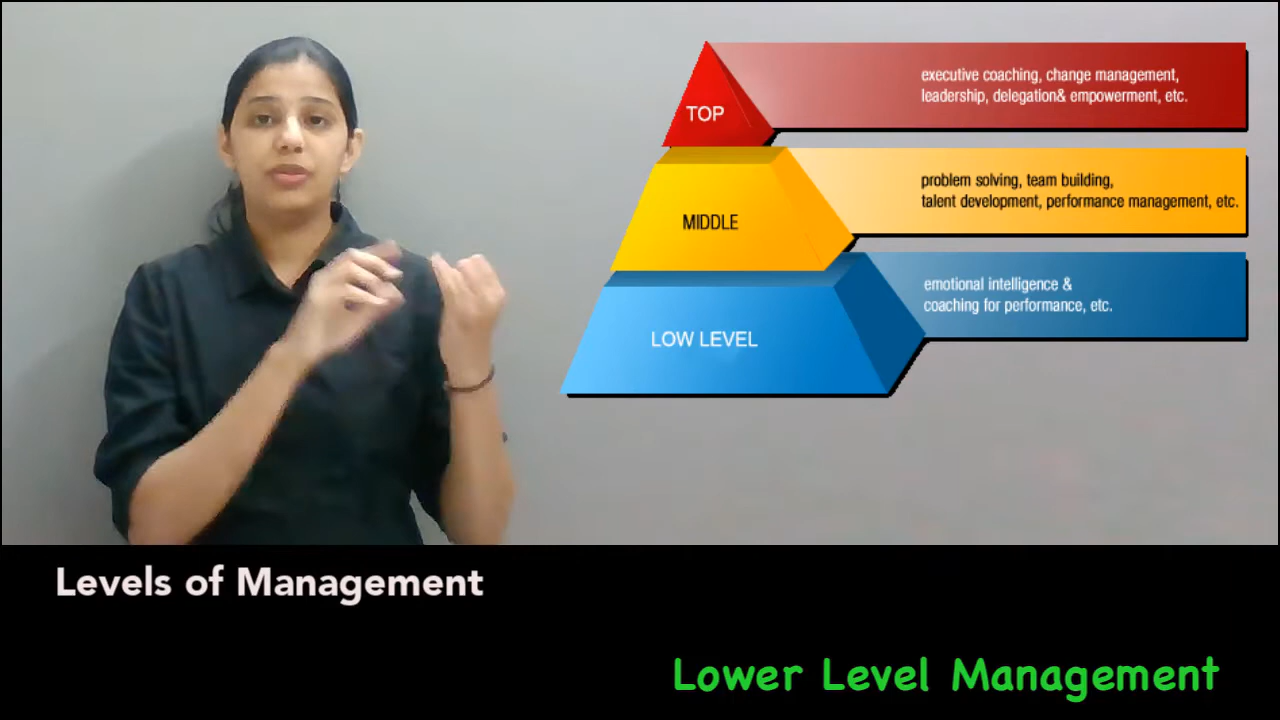 TOP
executive coaching, change management,
leadership, delegation& empowerment, etc.
MIDDLE
problem solving, team building,
talent development, performance management, etc.
LOW LEVEL
emotional intelligence &
coaching for performance, etc.
Levels of Management
Lower Level Management